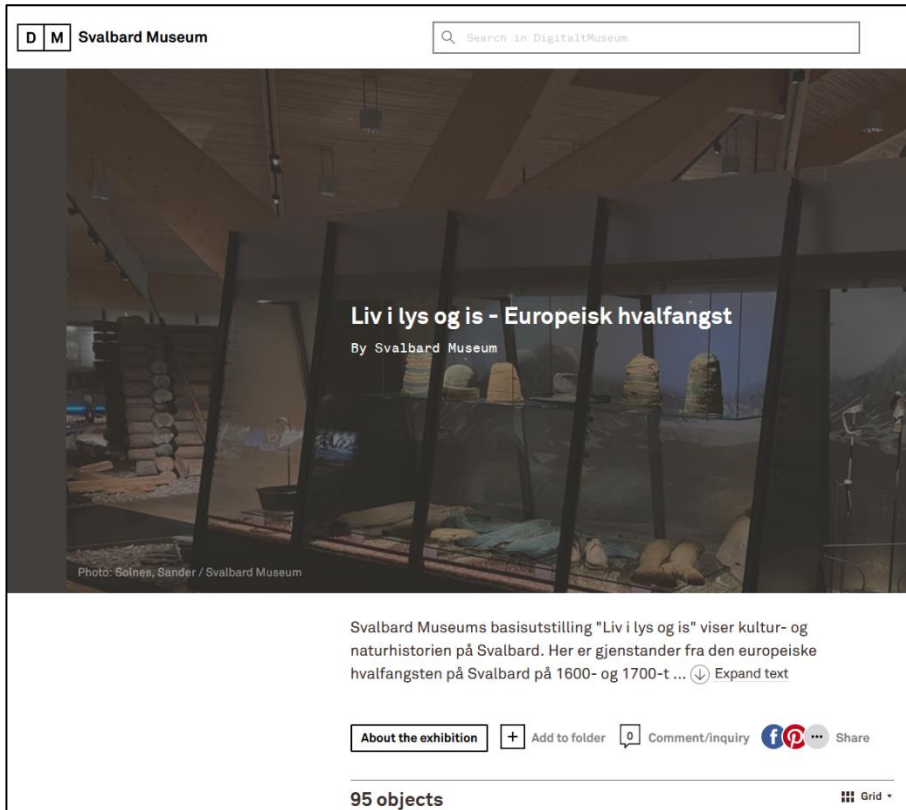 D M Svalbard Museum
Search in DigitaltMuseum
Liv i lys og is - Europeisk hvalfangst
By Svalbard Museum
Photo: Solnes, Sander / Svalbard Museum
Svalbard Museums basisutstilling "Liv i lys og is" viser kultur- og
naturhistorien på Svalbard. Her er gjenstander fra den europeiske
hvalfangsten på Svalbard på 1600- og 1700-t ... Expand text
About the exhibition + Add to folder 0 Comment/inquiry f ··· Share
95 objects Grid